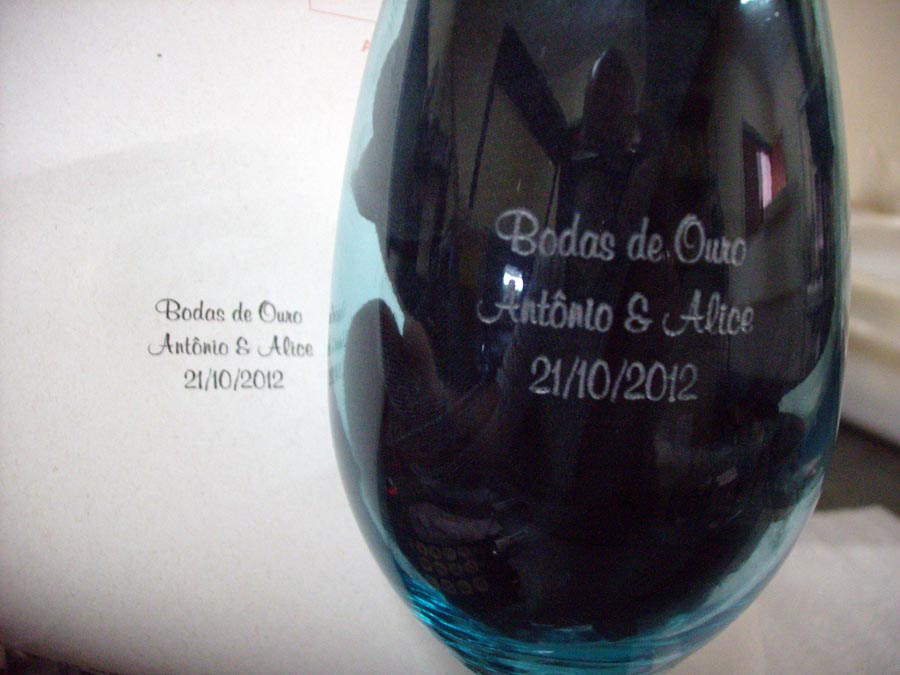 Bodas de Ouro
Antônio & Alice
21/10/2012
Bodas de Ouro
Antônio & Alice
21/10/2012